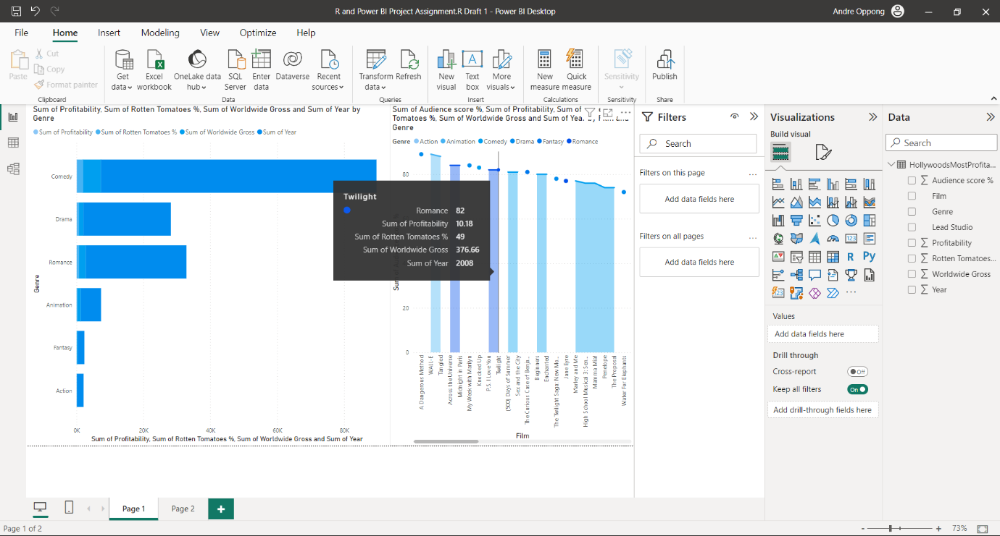 R and Power BI Project Assignment.R Draft 1 - Power BI Desktop
Andre Oppong
File Home Insert Modeling View Optimize Help
Paste
Cut
Copy
Format painter
Clipboard
Get data
Excel workbook
OneLake data hub
SQL Server
Enter data
Dataverse
Recent sources
Data
Transform data
Refresh
Queries
New visual
Text box
More visuals
Insert
New measure
Quick measure
Calculations
Sensitivity
Sensitivity
Publish
Share
Sum of Profitability, Sum of Rotten Tomatoes %, Sum of Worldwide Gross and Sum of Year by
Genre
Sum of Profitability Sum of Rotten Tomatoes % Sum of Worldwide Gross Sum of Year
Comedy
Drama
Romance
Animation
Fantasy
Action
Genre
0K 20K 40K 60K 80K
Sum of Profitability, Sum of Rotten Tomatoes %, Sum of Worldwide Gross and Sum of Year
Sum of Audience score %, Sum of Profitability, Sum of
Tomatoes %, Sum of Worldwide Gross and Sum of Yea
Genre
Genre Action Animation Comedy Drama Fantasy Romance
80
20
0
Twilight
Romance 82
Sum of Profitability 10.18
Sum of Rotten Tomatoes % 49
Sum of Worldwide Gross 376.66
Sum of Year 2008
A Dangerous Method
WALL-E
Tangled
Across the Universe
Midnight in Paris
My Week with Marilyn
Knocked Up
P.S. I Love You
Twilight
(500) Days of Summer
Sex and the City
The Curious Case of Benja...
Beginners
Enchanted
The Twilight Saga: New Mo...
Jane Eyre
Marley and Me
High School Musical 3: Sen...
Mamma Mia!
Penelope
The Proposal
Water For Elephants
Film
Filters
Search
Filters on this page
Add data fields here
Filters on all pages
Add data fields here
Visualizations
Build visual
123
R Py
123
Values
Add data fields here
Drill through
Cross-report Off
Keep all filters On
Add drill-through fields here
Data
Search
HollywoodsMostProfita...
Audience score %
Film
Genre
Lead Studio
Profitability
Rotten Tomatoes...
Worldwide Gross
Year
Page 1 Page 2
Page 1 of 2
73%